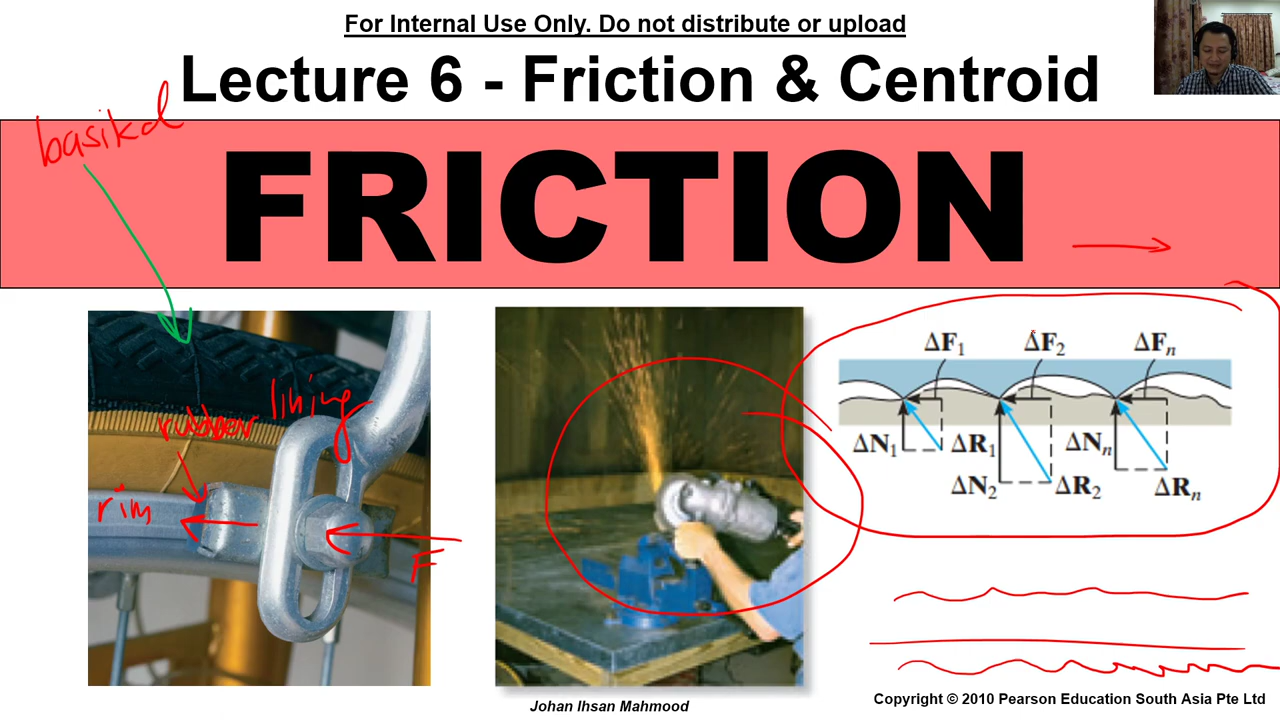 For Internal Use Only. Do not distribute or upload
Lecture 6 - Friction & Centroid
basikal
FRICTION
ΔF1 ΔF2 ΔFn
lining
rubber
ΔN1 ΔR1 ΔNn
ΔN2 ΔR2 ΔRn
rim
F
Copyright © 2010 Pearson Education South Asia Pte Ltd
Johan Ihsan Mahmood